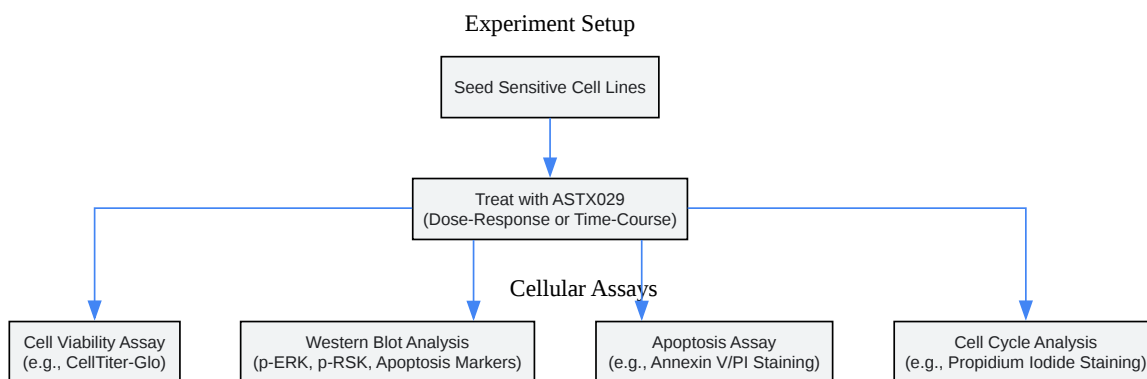 Experiment Setup
Seed Sensitive Cell Lines
Treat with ASTX029
(Dose-Response or Time-Course)
Cellular Assays
Cell Viability Assay
(e.g., CellTiter-Glo)
Western Blot Analysis
(p-ERK, p-RSK, Apoptosis Markers)
Apoptosis Assay
(e.g., Annexin V/PI Staining)
Cell Cycle Analysis
(e.g., Propidium Iodide Staining)